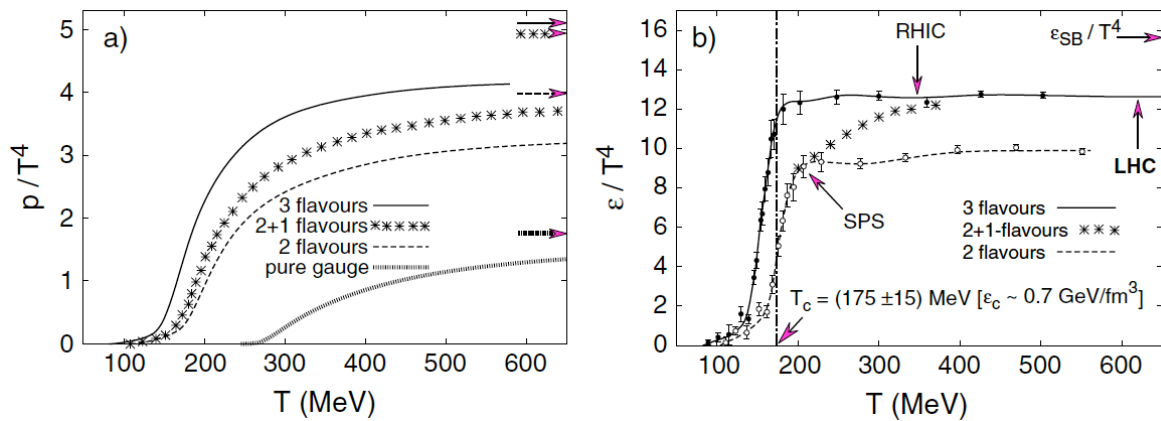 a)
p/T⁴
5
4
3
2
1
0
3 flavours
2+1 flavours
2 flavours
pure gauge
100 200 300 400 500 600
T (MeV)
b)
ε/T⁴
16
14
12
10
8
6
4
2
0
RHIC
ε_SB / T⁴
LHC
SPS
3 flavours
2+1-flavours
2 flavours
T_c = (175 ±15) MeV [ε_c ~ 0.7 GeV/fm³]
100 200 300 400 500 600
T (MeV)